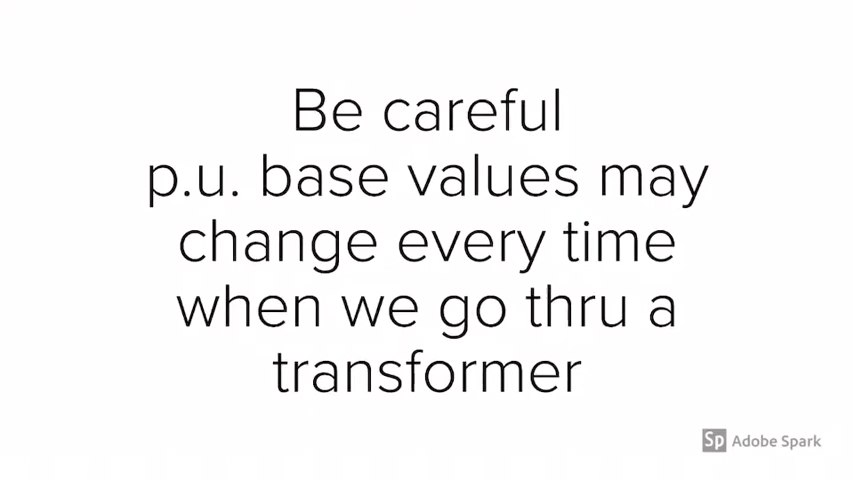 Be careful
p.u. base values may
change every time
when we go thru a
transformer
Sp Adobe Spark